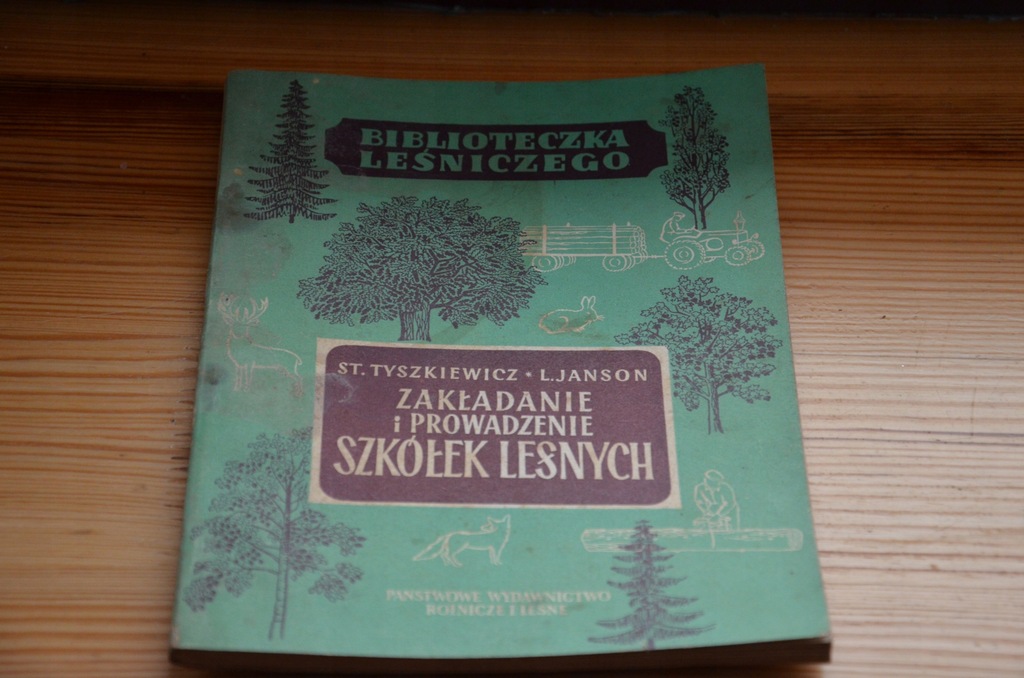 BIBLIOTECZKA
LEŚNICZEGO
ST. TYSZKIEWICZ • L. JANSON
ZAKŁADANIE
i PROWADZENIE
SZKÓŁEK LEŚNYCH
PAŃSTWOWE WYDAWNICTWO
ROLNICZE I LEŚNE